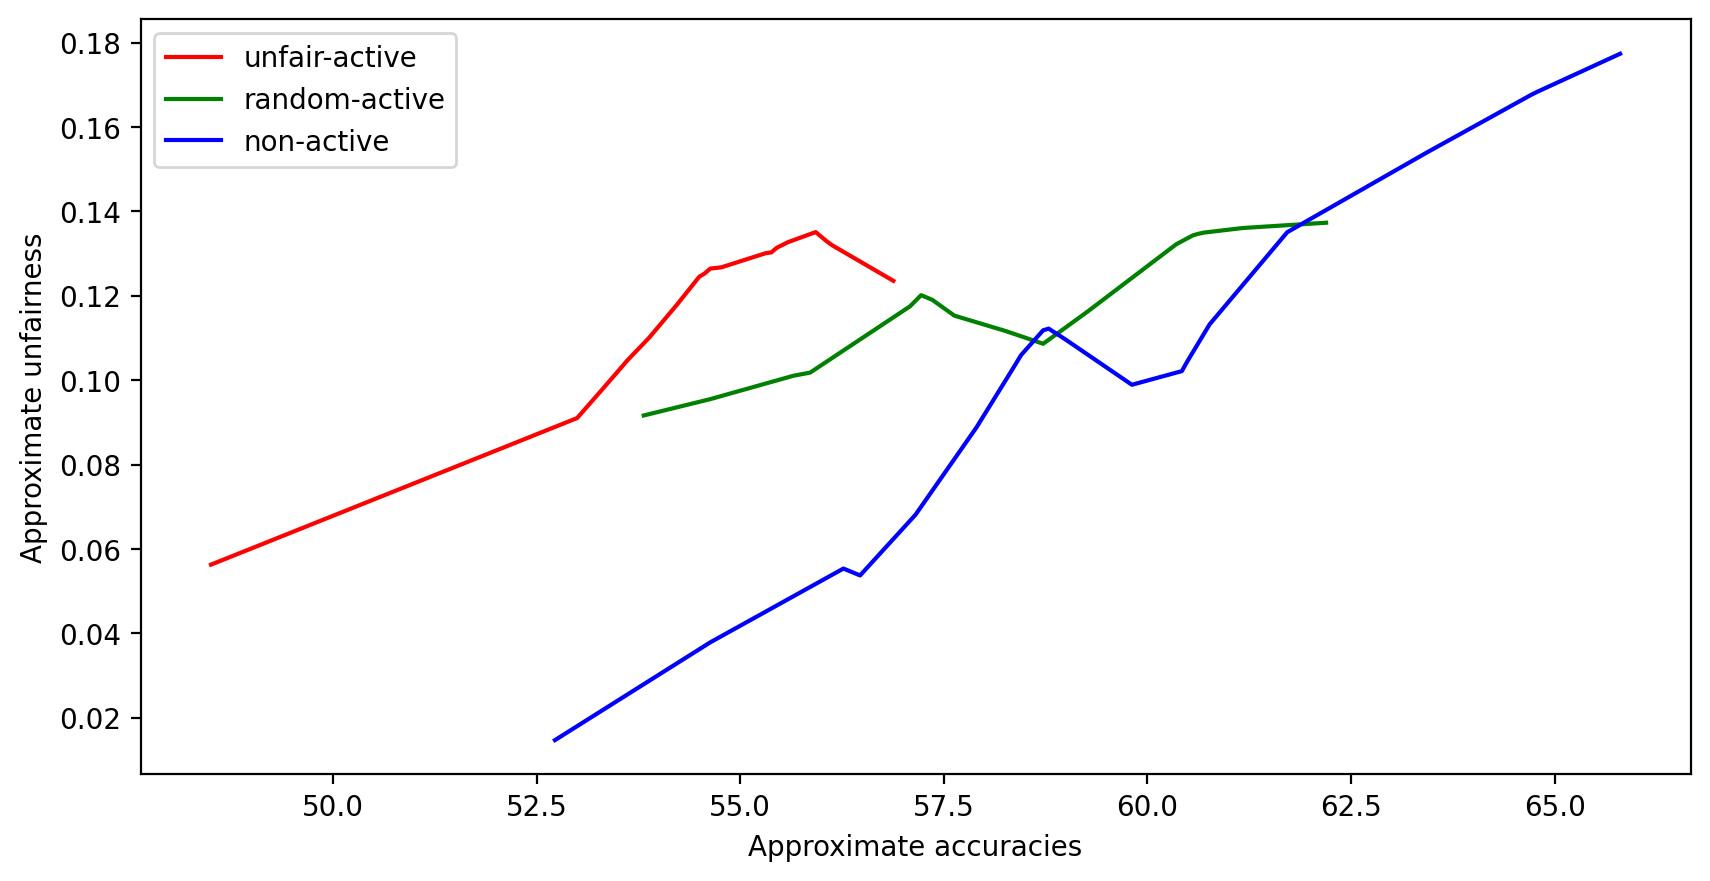 unfair-active
random-active
non-active
Approximate unfairness
0.18
0.16
0.14
0.12
0.10
0.08
0.06
0.04
0.02
50.0 52.5 55.0 57.5 60.0 62.5 65.0
Approximate accuracies